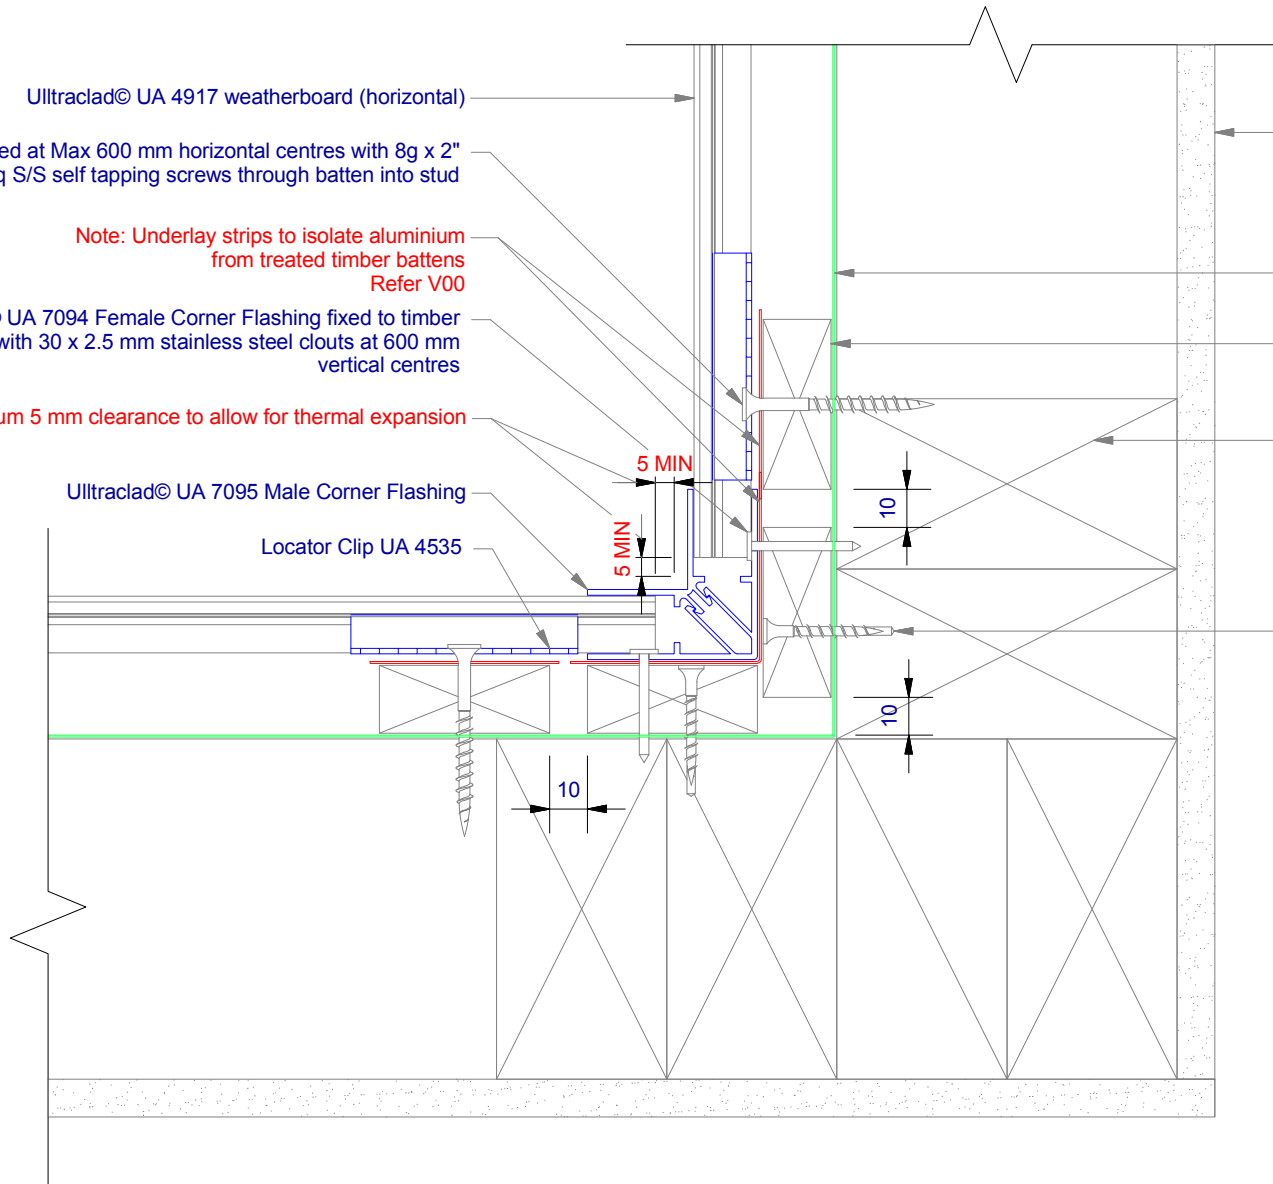 Ulltraclad© UA 4917 weatherboard (horizontal)
at Max 600 mm horizontal centres with 8g x 2"
S/S self tapping screws through batten into stud
Note: Underlay strips to isolate aluminium
from treated timber battens
Refer V00
UA 7094 Female Corner Flashing fixed to timber
with 30 x 2.5 mm stainless steel clouts at 600 mm
vertical centres
5 mm clearance to allow for thermal expansion
5 MIN
Ulltraclad© UA 7095 Male Corner Flashing
10
5 MIN
Locator Clip UA 4535
10
10